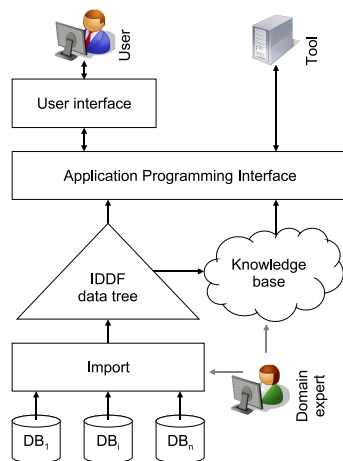 User
Tool
User interface
Application Programming Interface
IDDF
data tree
Knowledge
base
Import
Domain
expert
DB1
DBi
DBn